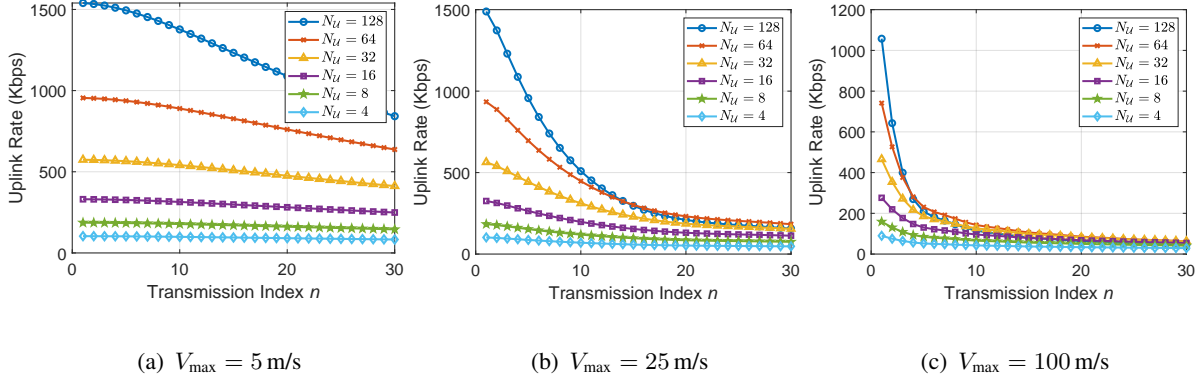 1500
1000
500
0
Uplink Rate (Kbps)
0 10 20 30
Transmission Index n
N_U = 128
N_U = 64
N_U = 32
N_U = 16
N_U = 8
N_U = 4
(a) V_max = 5 m/s
1500
1000
500
0
Uplink Rate (Kbps)
0 10 20 30
Transmission Index n
N_U = 128
N_U = 64
N_U = 32
N_U = 16
N_U = 8
N_U = 4
(b) V_max = 25 m/s
1200
1000
800
600
400
200
0
Uplink Rate (Kbps)
0 10 20 30
Transmission Index n
N_U = 128
N_U = 64
N_U = 32
N_U = 16
N_U = 8
N_U = 4
(c) V_max = 100 m/s